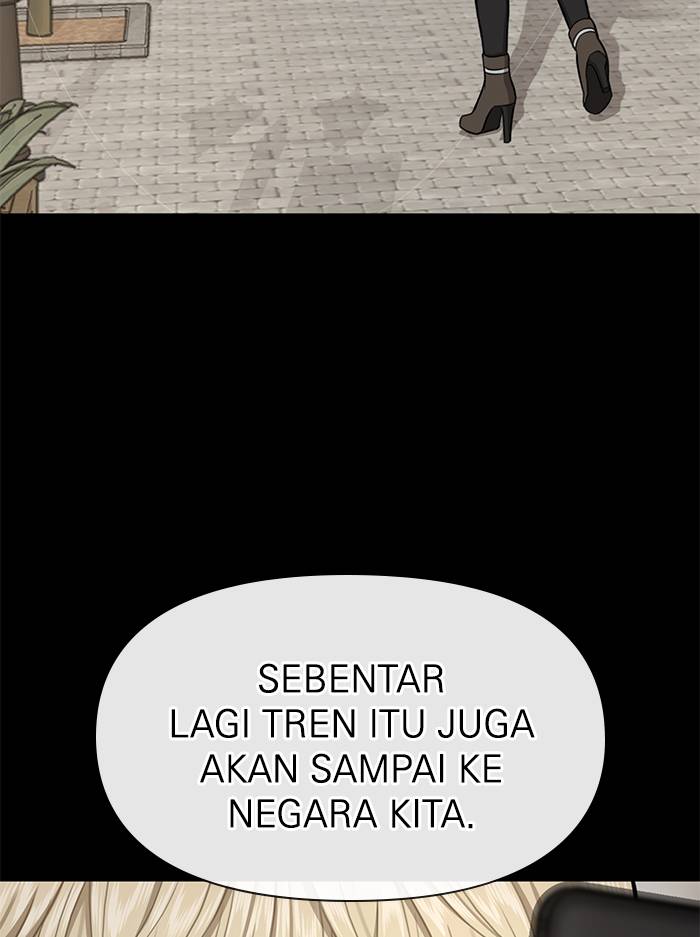 SEBENTAR
LAGI TREN ITU JUGA
AKAN SAMPAI KE
NEGARA KITA.